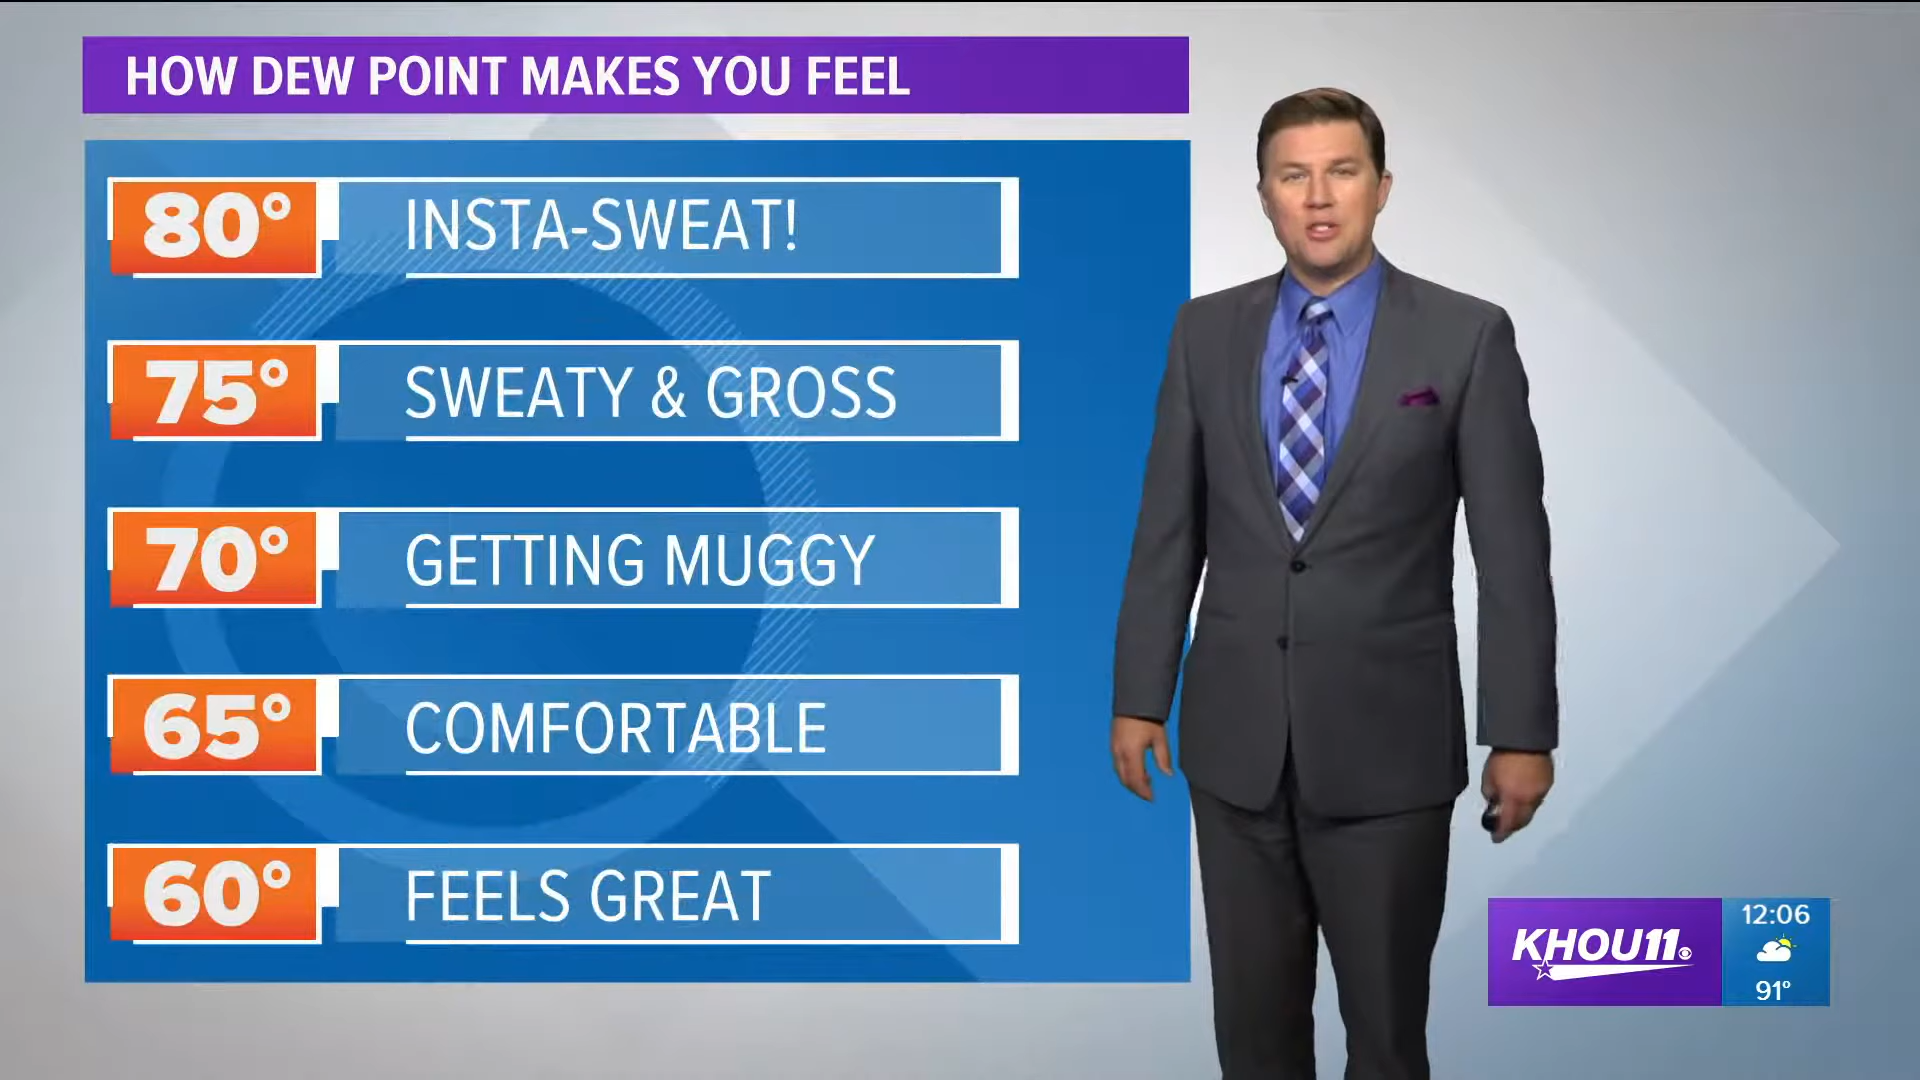 HOW DEW POINT MAKES YOU FEEL
80° INSTA-SWEAT!
75° SWEATY & GROSS
70° GETTING MUGGY
65° COMFORTABLE
60° FEELS GREAT
KHOU11
12:06
91°